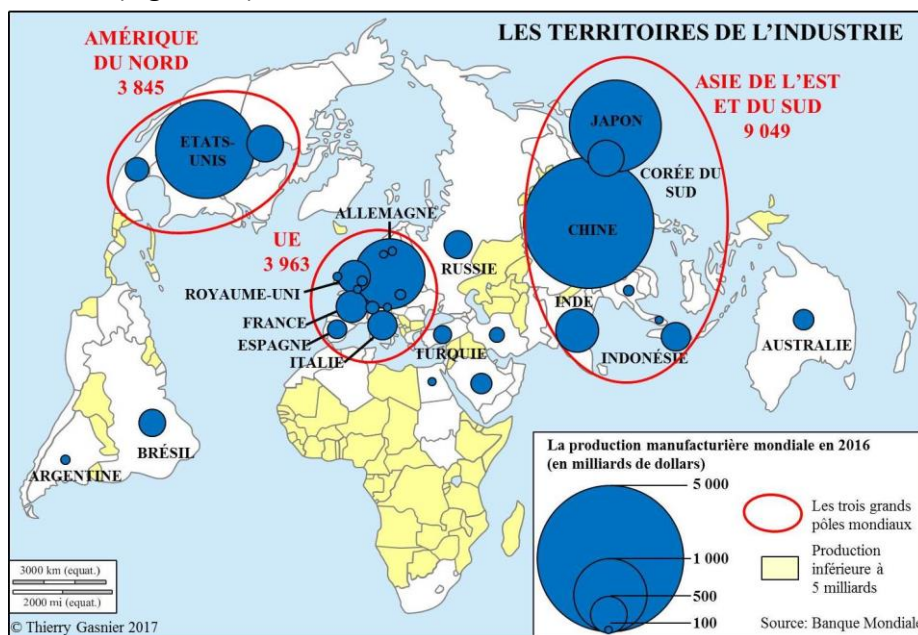 LES TERRITOIRES DE L’INDUSTRIE
AMÉRIQUE
DU NORD
3 845
ASIE DE L’EST
ET DU SUD
9 049
ETATS-
UNIS
JAPON
CORÉE DU
SUD
CHINE
ALLEMAGNE
UE
3 963
RUSSIE
ROYAUME-UNI
FRANCE
ESPAGNE
ITALIE
TURQUIE
INDE
INDONÉSIE
AUSTRALIE
BRÉSIL
ARGENTINE
La production manufacturière mondiale en 2016
(en milliards de dollars)
5 000
1 000
500
100
Les trois grands
pôles mondiaux
Production
inférieure à
5 milliards
Source: Banque Mondiale
3000 km (equat.)
2000 mi (equat.)
© Thierry Gasnier 2017